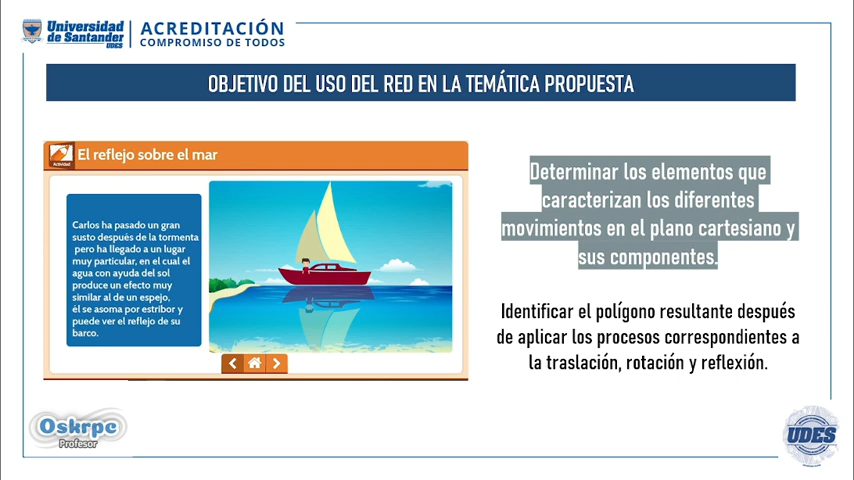 Universidad
de Santander
UDES
ACREDITACIÓN
COMPROMISO DE TODOS
OBJETIVO DEL USO DEL RED EN LA TEMÁTICA PROPUESTA
Actividad
El reflejo sobre el mar
Carlos ha pasado un gran
susto después de la tormenta
pero ha llegado a un lugar
muy particular, en el cual el
agua con ayuda del sol
produce un efecto muy
similar al de un espejo,
él se asoma por estribor y
puede ver el reflejo de su
barco.
Determinar los elementos que
caracterizan los diferentes
movimientos en el plano cartesiano y
sus componentes.
Identificar el polígono resultante después
de aplicar los procesos correspondientes a
la traslación, rotación y reflexión.
Oskrpc
Profesor
UDES